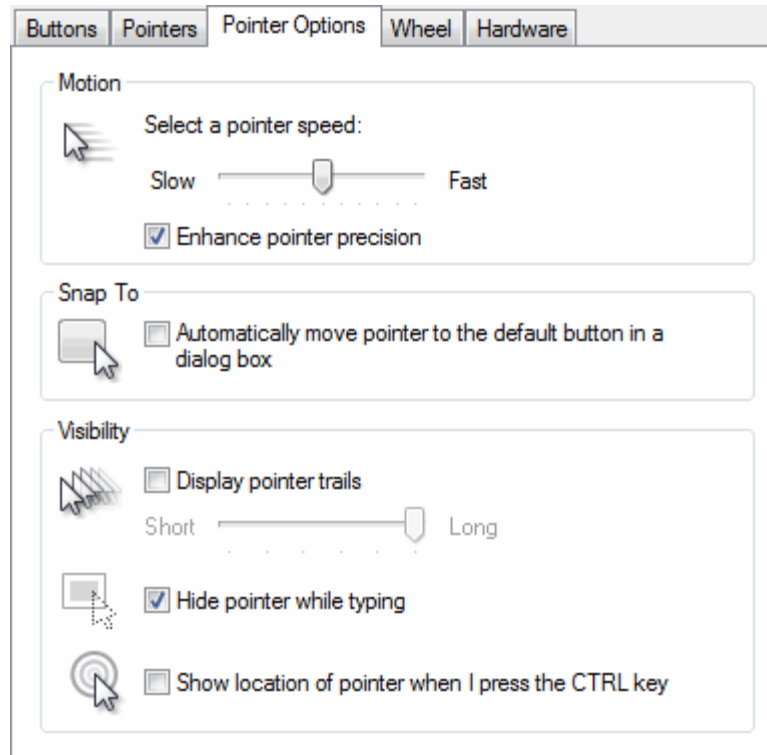 Buttons Pointers Pointer Options Wheel Hardware
Motion
Select a pointer speed:
Slow Fast
Enhance pointer precision
Snap To
Automatically move pointer to the default button in a
dialog box
Visibility
Display pointer trails
Short Long
Hide pointer while typing
Show location of pointer when I press the CTRL key